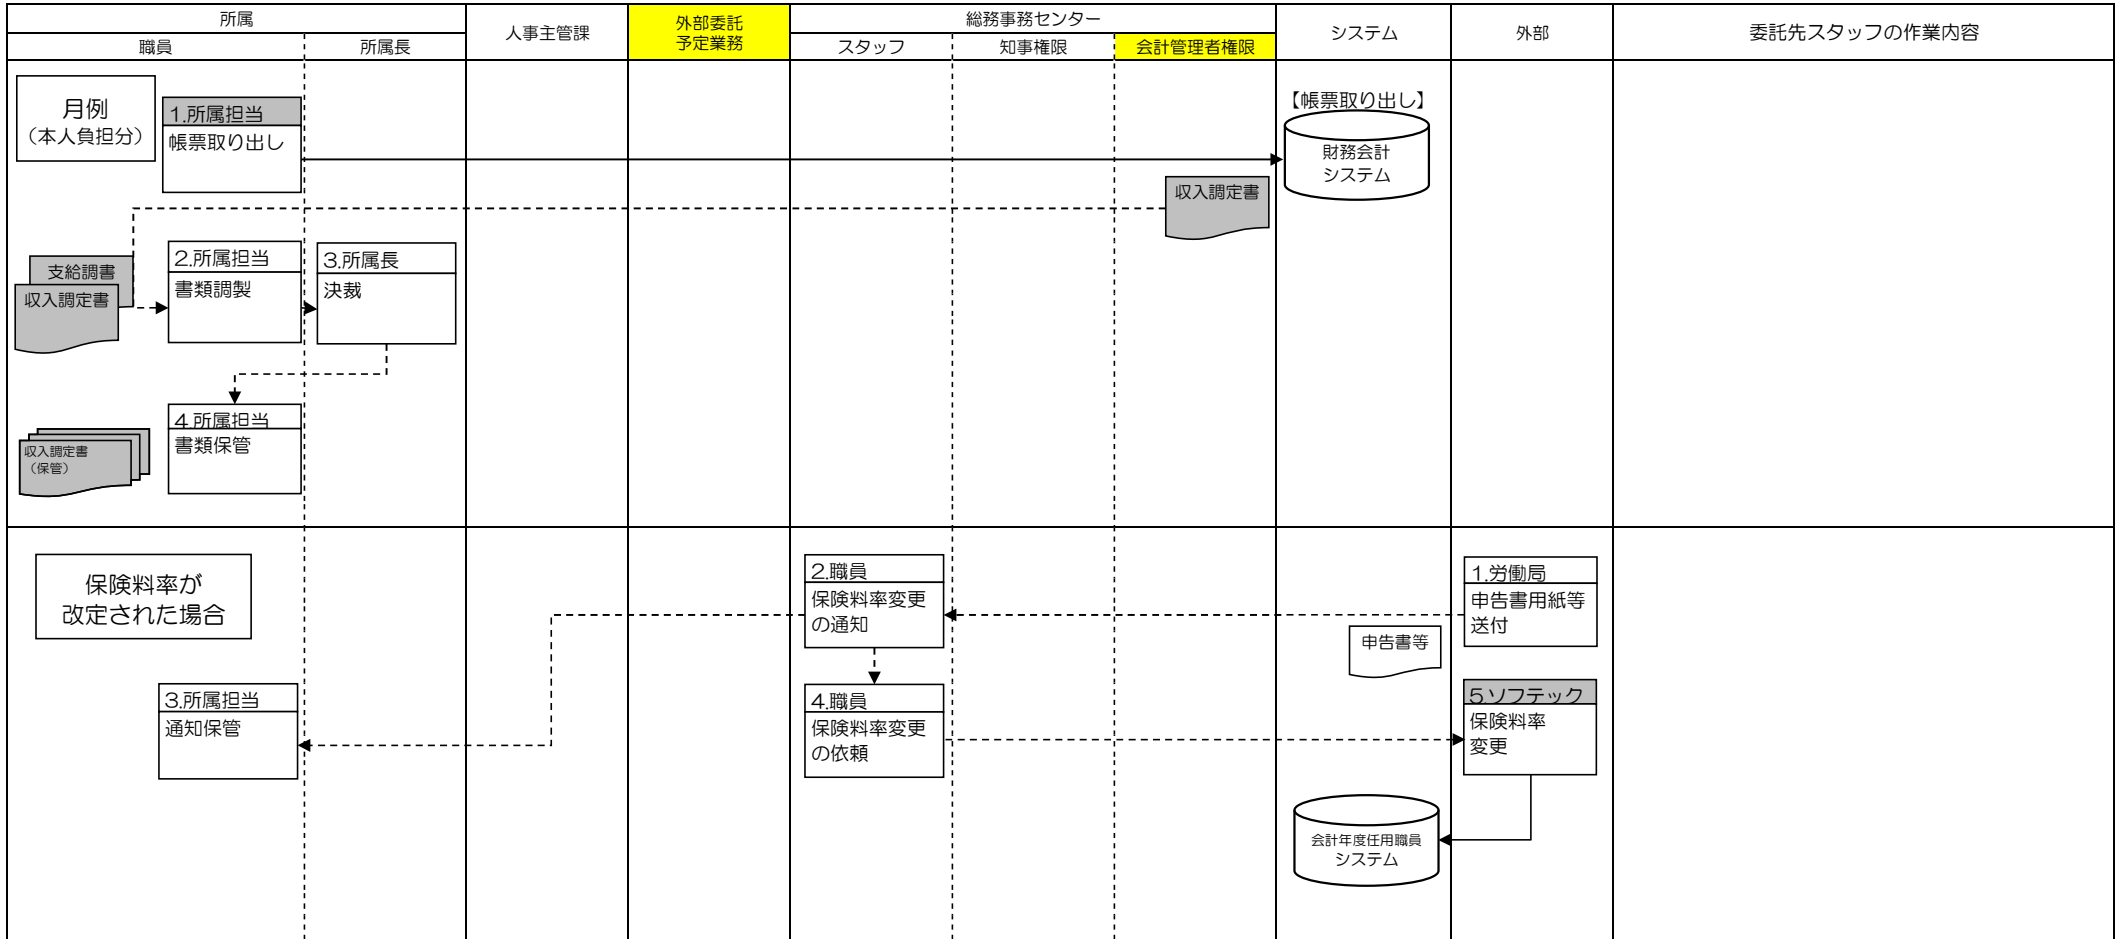 所属
人事主管課
外部委託
予定業務
総務事務センター
システム
外部
委託先スタッフの作業内容
職員
所属長
スタッフ
知事権限
会計管理者権限
月例
（本人負担分）
1.所属担当
帳票取り出し
【帳票取り出し】
財務会計
システム
収入調定書
支給調書
収入調定書
2.所属担当
書類調製
3.所属長
決裁
4.所属担当
書類保管
収入調定書
（保管）
保険料率が
改定された場合
2.職員
保険料率変更
の通知
1.労働局
申告書用紙等
送付
申告書等
3.所属担当
通知保管
4.職員
保険料率変更
の依頼
5.ソフテック
保険料率
変更
会計年度任用職員
システム